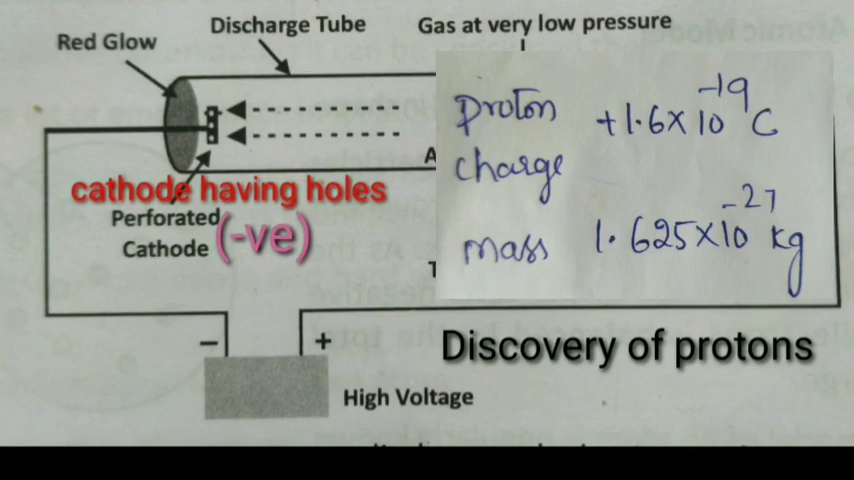 Discharge Tube
Gas at very low pressure
Red Glow
Proton
charge
+1.6×10⁻¹⁹ C
A
cathode having holes
Perforated
Cathode
(-ve)
mass
1.625×10⁻²⁷ kg
T
−
+
Discovery of protons
High Voltage